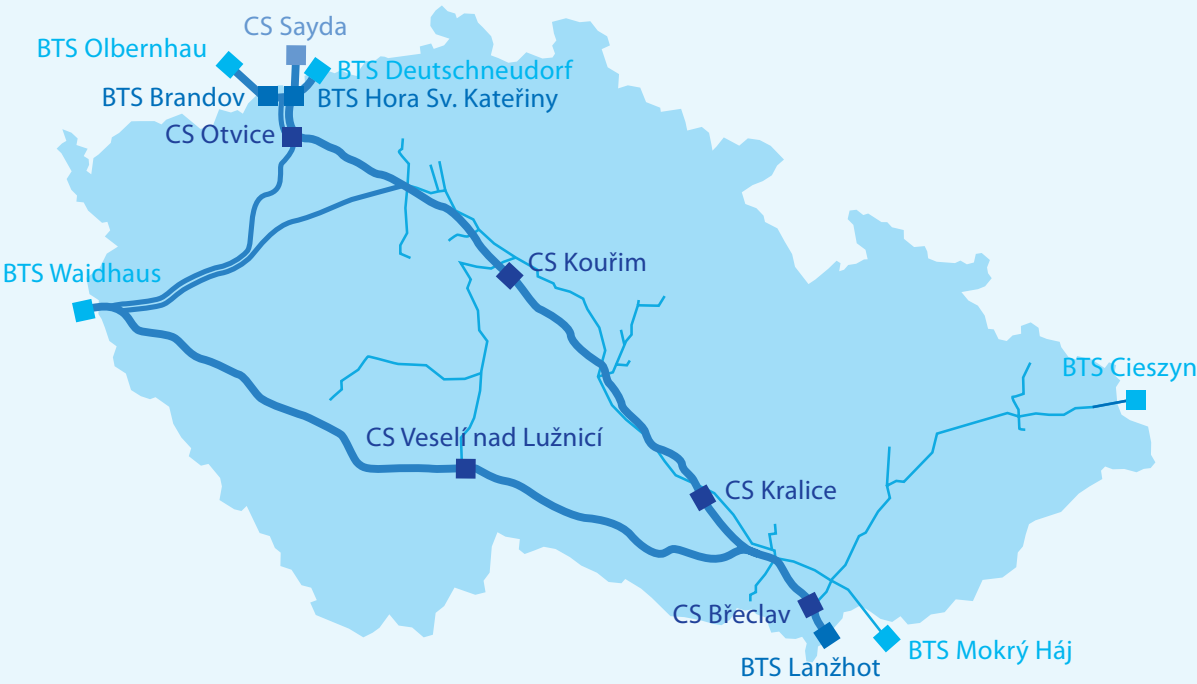 CS Sayda
BTS Olbernhau
BTS Deutschneudorf
BTS Brandov
BTS Hora Sv. Kateřiny
CS Otvice
CS Kouřim
BTS Waidhaus
BTS Cieszyn
CS Veselí nad Lužnicí
CS Kralice
CS Břeclav
BTS Mokrý Háj
BTS Lanžhot